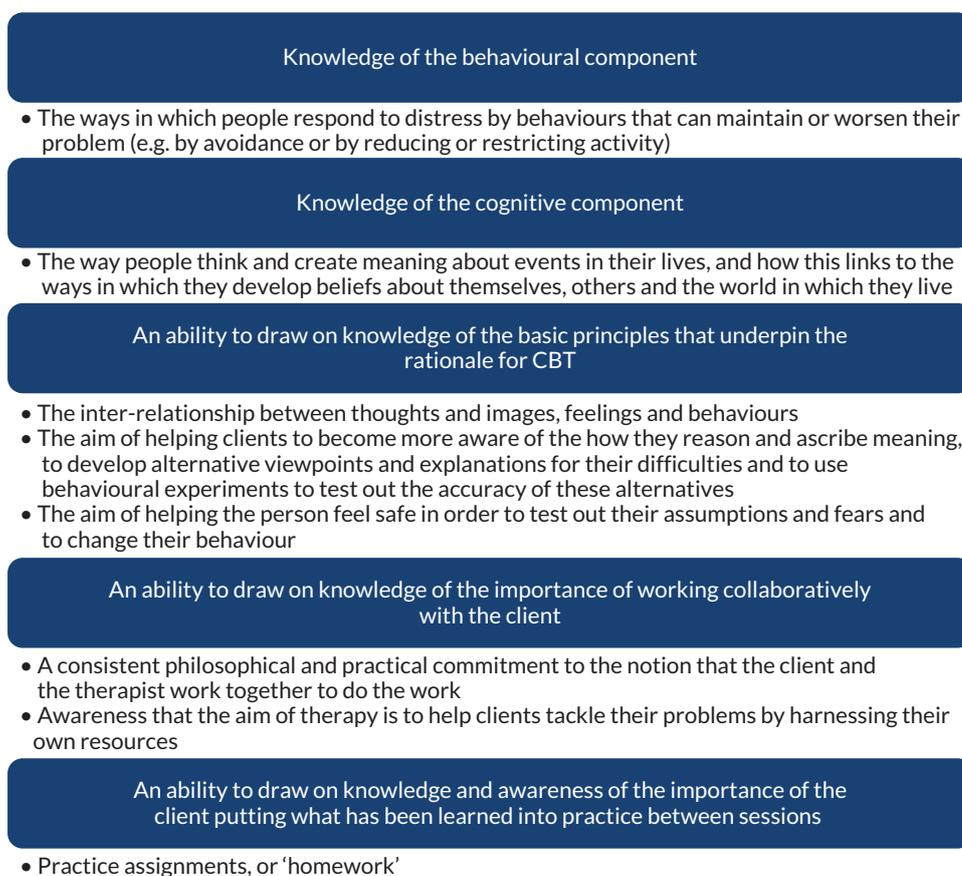 Knowledge of the behavioural component
• The ways in which people respond to distress by behaviours that can maintain or worsen their
problem (e.g. by avoidance or by reducing or restricting activity)
Knowledge of the cognitive component
• The way people think and create meaning about events in their lives, and how this links to the
ways in which they develop beliefs about themselves, others and the world in which they live
An ability to draw on knowledge of the basic principles that underpin the
rationale for CBT
• The inter-relationship between thoughts and images, feelings and behaviours
• The aim of helping clients to become more aware of the how they reason and ascribe meaning,
to develop alternative viewpoints and explanations for their difficulties and to use
behavioural experiments to test out the accuracy of these alternatives
• The aim of helping the person feel safe in order to test out their assumptions and fears and
to change their behaviour
An ability to draw on knowledge of the importance of working collaboratively
with the client
• A consistent philosophical and practical commitment to the notion that the client and
the therapist work together to do the work
• Awareness that the aim of therapy is to help clients tackle their problems by harnessing their
own resources
An ability to draw on knowledge and awareness of the importance of the
client putting what has been learned into practice between sessions
• Practice assignments, or ‘homework’